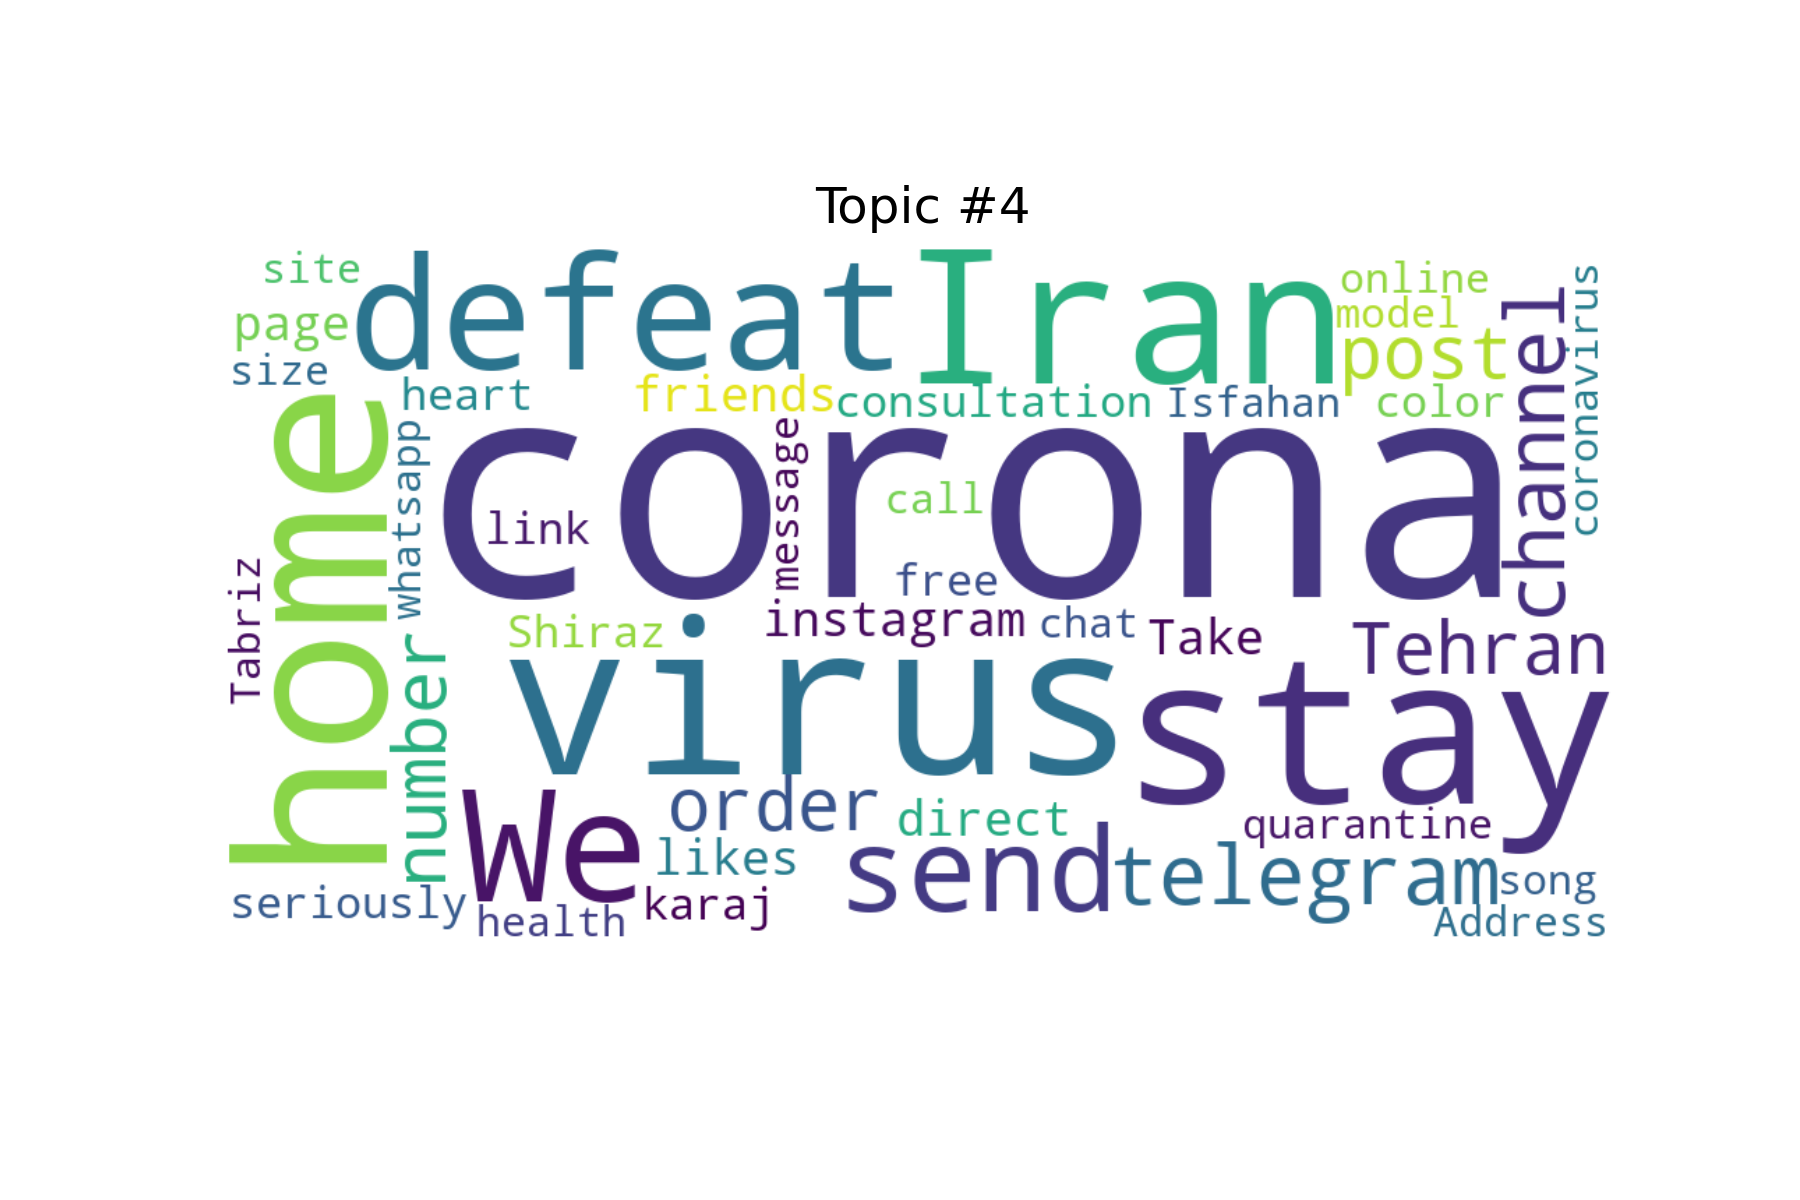 Topic #4
site
defeat
Iran
online
page
model
post
size
heart
friends
consultation
Isfahan
color
channel
coronavirus
home
whatsapp
corona
message
link
call
free
Tabriz
number
Shiraz
instagram
chat
Take
Tehran
virus
stay
We
order
direct
quarantine
likes
send
telegram
song
seriously
health
karaj
Address